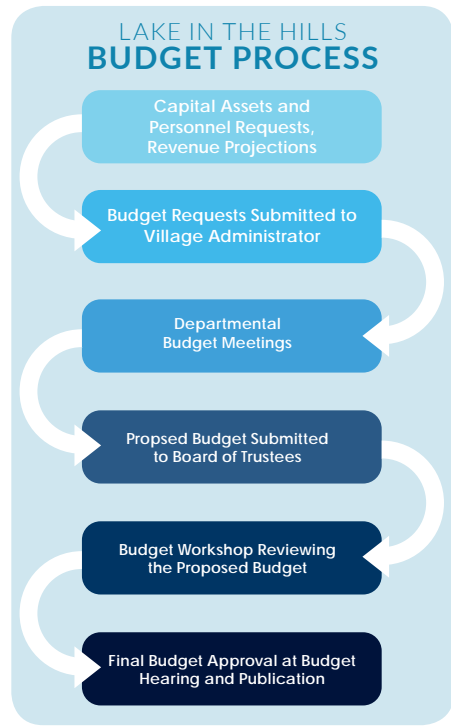 LAKE IN THE HILLS
BUDGET PROCESS
Capital Assets and
Personnel Requests,
Revenue Projections
Budget Requests Submitted to
Village Administrator
Departmental
Budget Meetings
Propsed Budget Submitted
to Board of Trustees
Budget Workshop Reviewing
the Proposed Budget
Final Budget Approval at Budget
Hearing and Publication